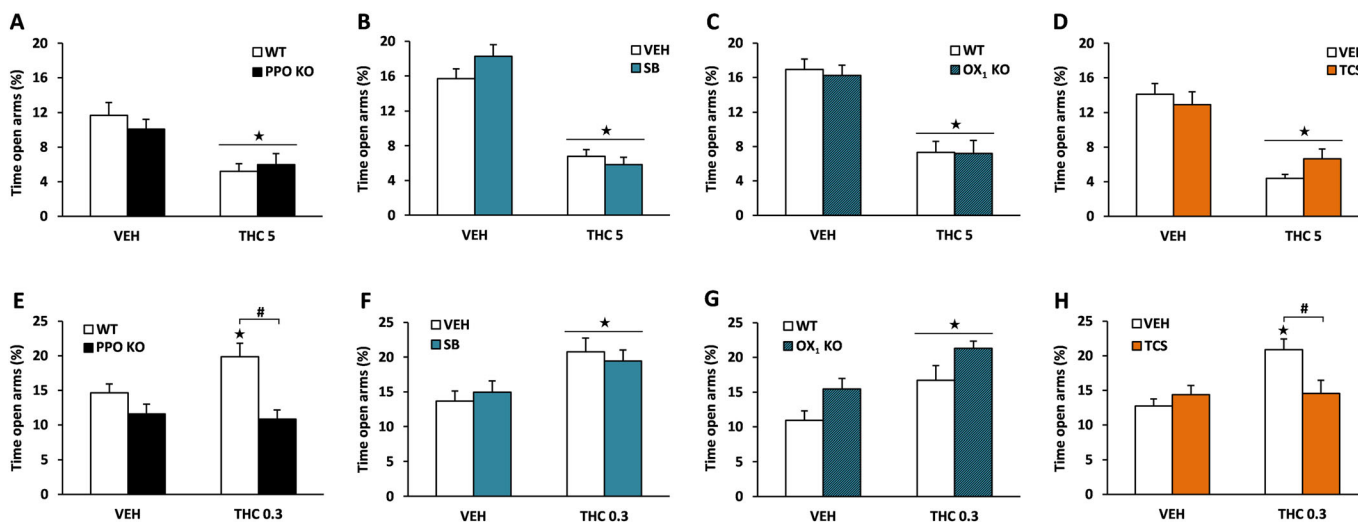 A
Time open arms (%)
20
16
12
8
4
0
WT
PPO KO
★
VEH
THC 5
B
Time open arms (%)
20
16
12
8
4
0
VEH
SB
★
VEH
THC 5
C
Time open arms (%)
20
16
12
8
4
0
WT
OX₁ KO
★
VEH
THC 5
D
Time open arms (%)
20
16
12
8
4
0
VEH
TCS
★
VEH
THC 5
E
Time open arms (%)
25
20
15
10
5
0
WT
PPO KO
#
★
VEH
THC 0.3
F
Time open arms (%)
25
20
15
10
5
0
VEH
SB
★
VEH
THC 0.3
G
Time open arms (%)
25
20
15
10
5
0
WT
OX₁ KO
★
VEH
THC 0.3
H
Time open arms (%)
25
20
15
10
5
0
VEH
TCS
#
★
VEH
THC 0.3